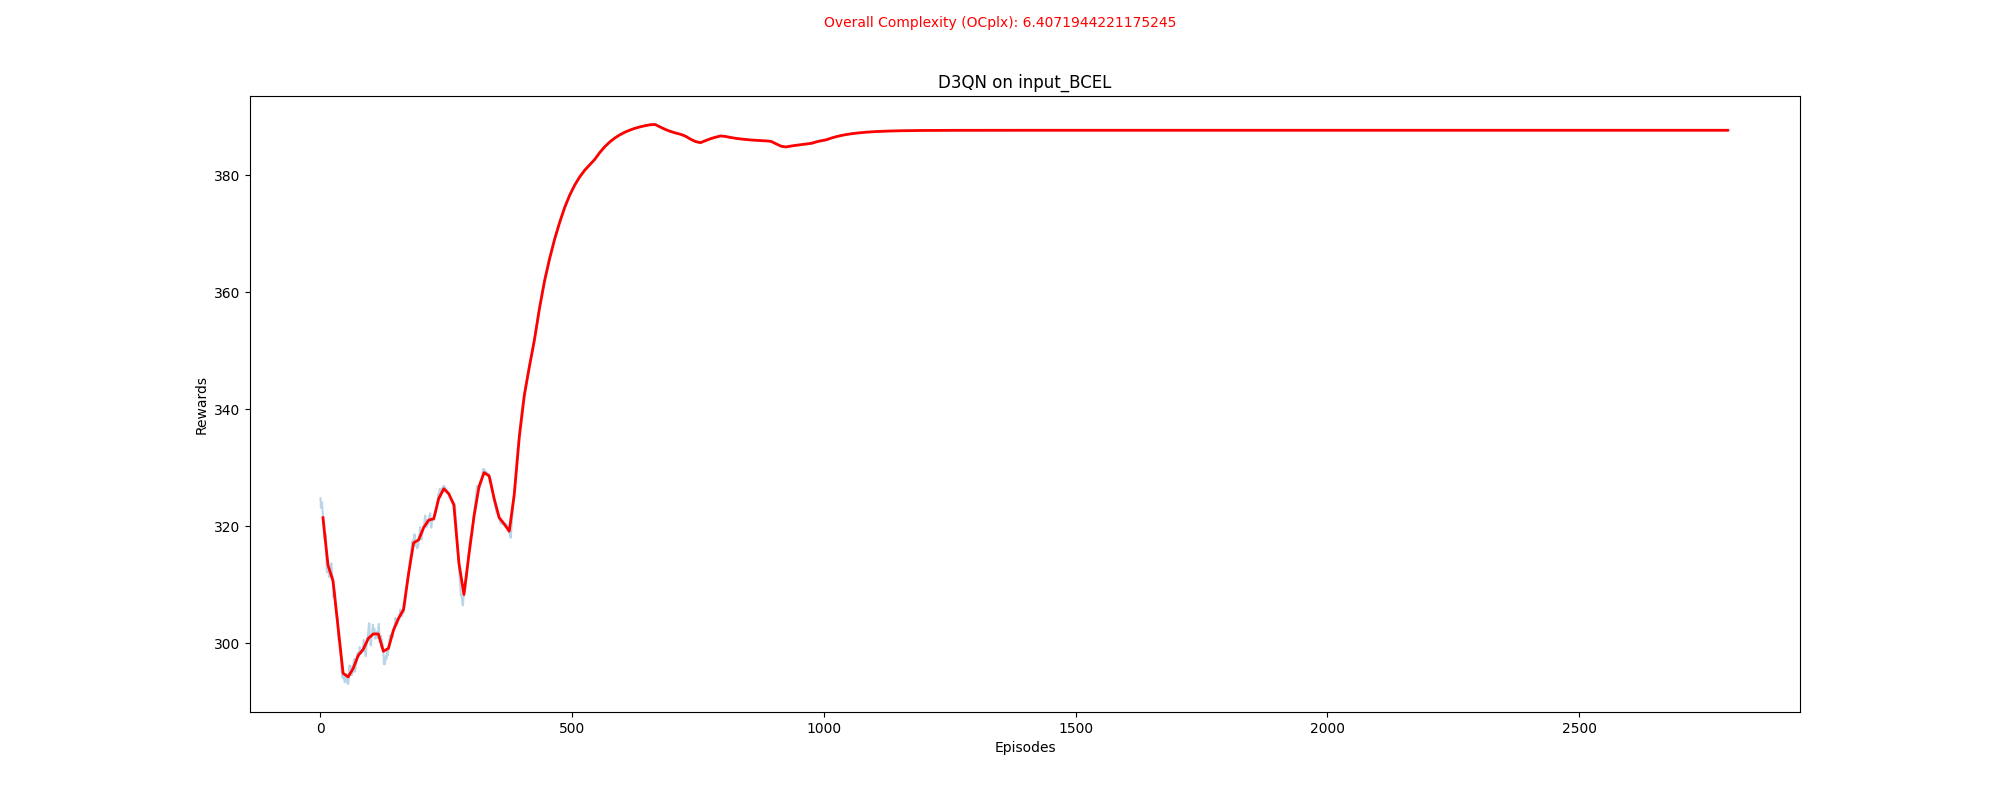 Overall Complexity (OCplx): 6.4071944221175245
D3QN on input_BCEL
Rewards
380
360
340
320
300
0 500 1000 1500 2000 2500
Episodes